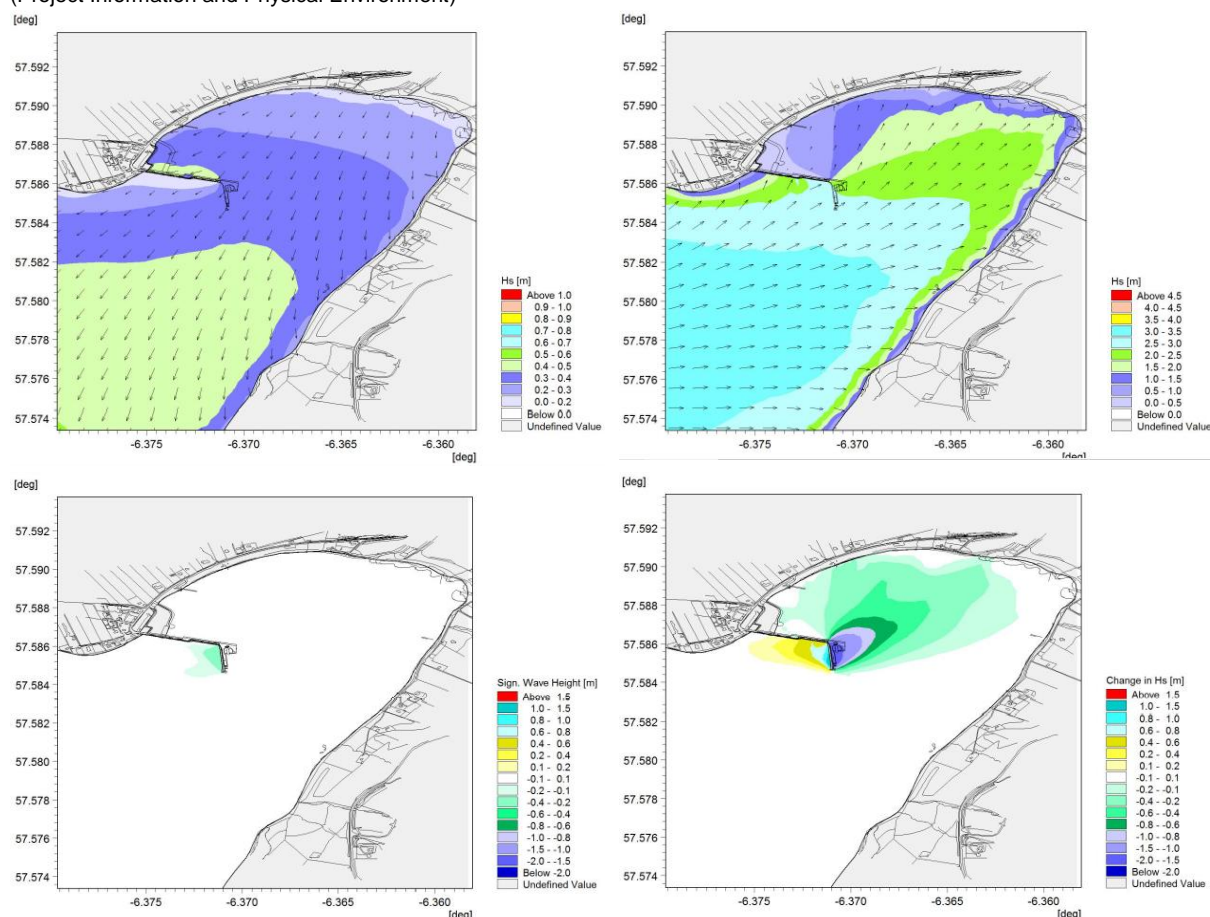 (Project Information and Physical Environment)
[deg]
57.592
57.590
57.588
57.586
57.584
57.582
57.580
57.578
57.576
57.574
-6.375
-6.370
-6.365
-6.360
[deg]
Hs [m]
Above 1.0
0.9 - 1.0
0.8 - 0.9
0.7 - 0.8
0.6 - 0.7
0.5 - 0.6
0.4 - 0.5
0.3 - 0.4
0.2 - 0.3
0.0 - 0.2
Below 0.0
Undefined Value
[deg]
57.592
57.590
57.588
57.586
57.584
57.582
57.580
57.578
57.576
57.574
-6.375
-6.370
-6.365
-6.360
[deg]
Hs [m]
Above 4.5
4.0 - 4.5
3.5 - 4.0
3.0 - 3.5
2.5 - 3.0
2.0 - 2.5
1.5 - 2.0
1.0 - 1.5
0.5 - 1.0
0.0 - 0.5
Below 0.0
Undefined Value
[deg]
57.592
57.590
57.588
57.586
57.584
57.582
57.580
57.578
57.576
57.574
-6.375
-6.370
-6.365
-6.360
[deg]
Sign. Wave Height [m]
Above 1.5
1.0 - 1.5
0.8 - 1.0
0.6 - 0.8
0.4 - 0.6
0.2 - 0.4
0.1 - 0.2
-0.1 - 0.1
-0.2 - -0.1
-0.4 - -0.2
-0.6 - -0.4
-0.8 - -0.6
-1.0 - -0.8
-1.5 - -1.0
-2.0 - -1.5
Below -2.0
Undefined Value
[deg]
57.592
57.590
57.588
57.586
57.584
57.582
57.580
57.578
57.576
57.574
-6.375
-6.370
-6.365
-6.360
[deg]
Change in Hs [m]
Above 1.5
1.0 - 1.5
0.8 - 1.0
0.6 - 0.8
0.4 - 0.6
0.2 - 0.4
0.1 - 0.2
-0.1 - 0.1
-0.2 - -0.1
-0.4 - -0.2
-0.6 - -0.4
-0.8 - -0.6
-1.0 - -0.8
-1.5 - -1.0
-2.0 - -1.5
Below -2.0
Undefined Value